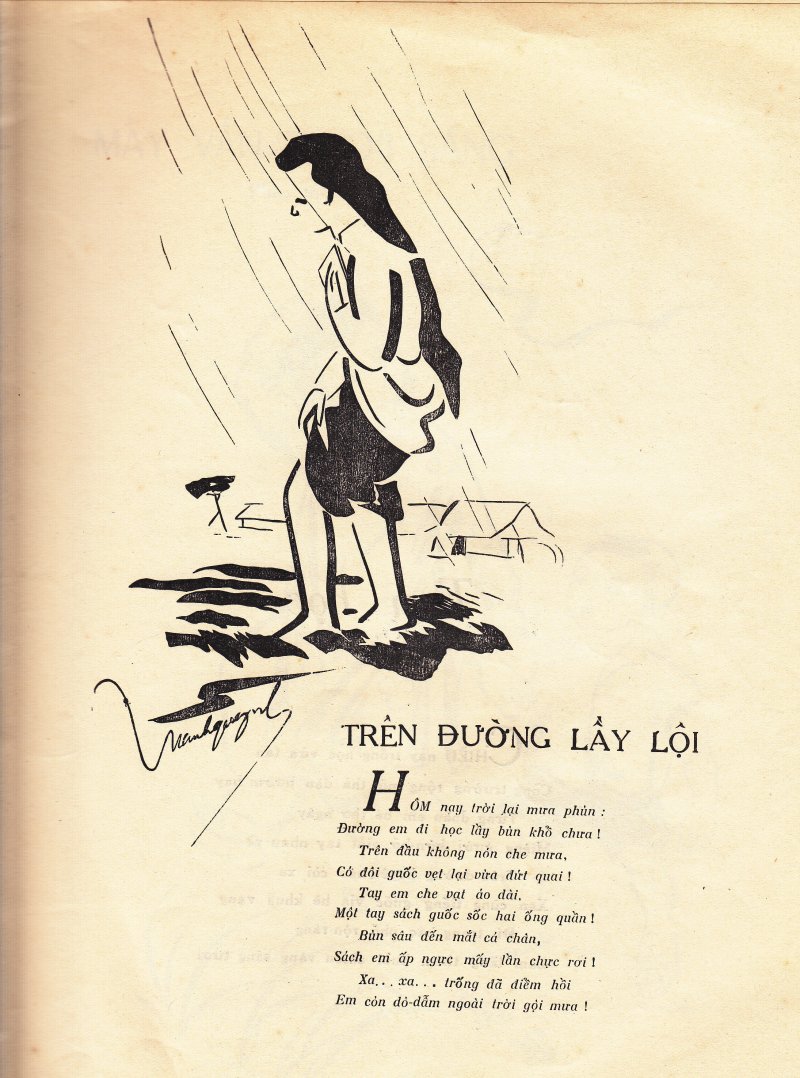 Mạnhquỳnh
TRÊN ĐƯỜNG LẦY LỘI
HÔM nay trời lại mưa phùn :
Đường em đi học lầy bùn khổ chưa !
Trên đầu không nón che mưa,
Có đôi guốc vẹt lại vừa đứt quai !
Tay em che vạt áo dài.
Một tay sách guốc sốc hai ống quần !
Bùn sâu đến mắt cá chân,
Sách em ấp ngực mấy lần chực rơi !
Xa... xa... trống đã điểm hồi
Em còn dò-dẫm ngoài trời gội mưa !